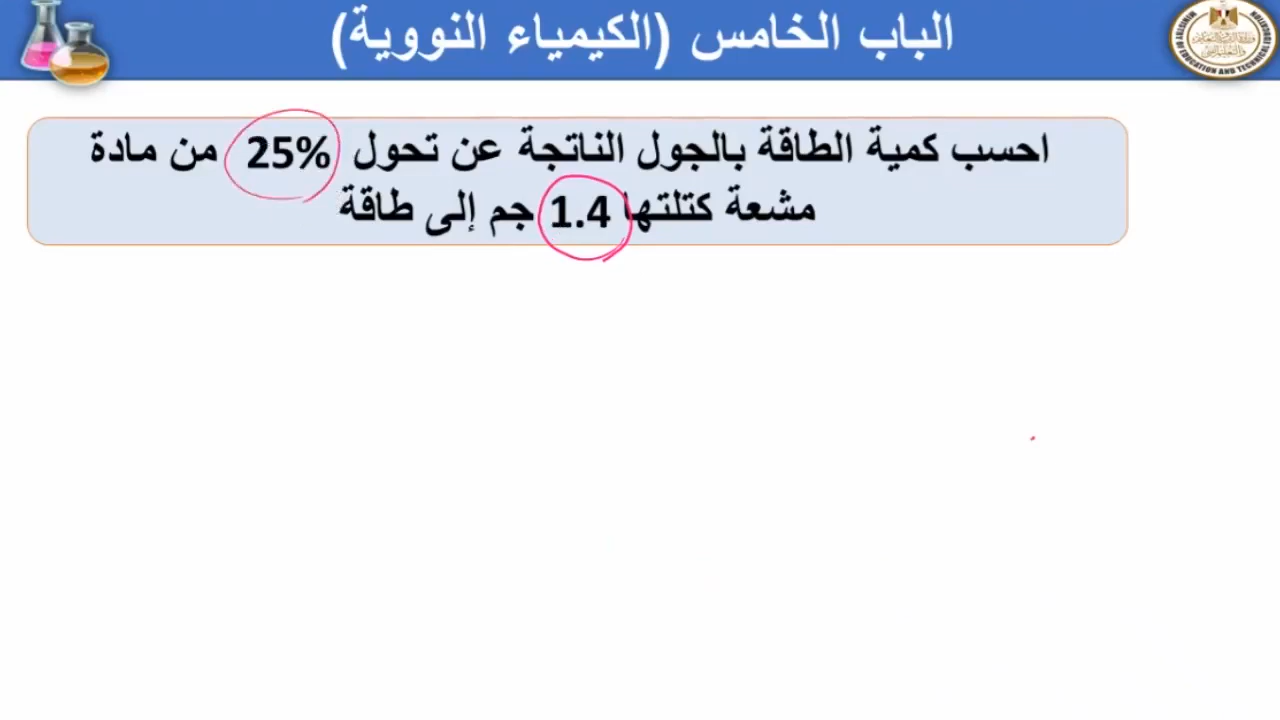 الباب الخامس (الكيمياء النووية)
احسب كمية الطاقة بالجول الناتجة عن تحول 25% من مادة
مشعة كتلتها 1.4 جم إلى طاقة